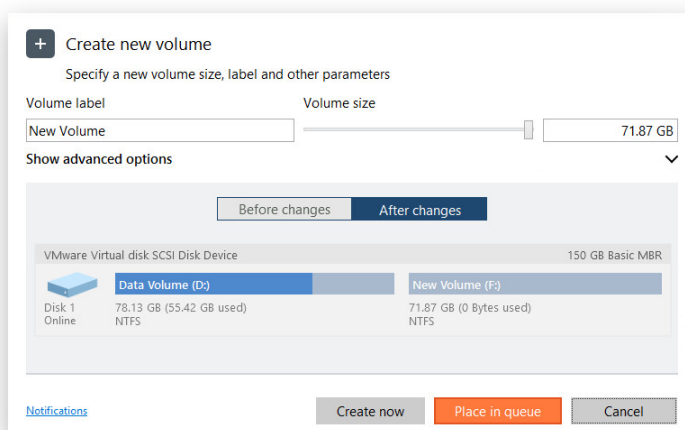 + Create new volume
Specify a new volume size, label and other parameters
Volume label Volume size
New Volume 71.87 GB
Show advanced options
Before changes After changes
VMware Virtual disk SCSI Disk Device 150 GB Basic MBR
Data Volume (D:) New Volume (F:)
Disk 1 78.13 GB (55.42 GB used) 71.87 GB (0 Bytes used)
Online NTFS NTFS
Notifications Create now Place in queue Cancel